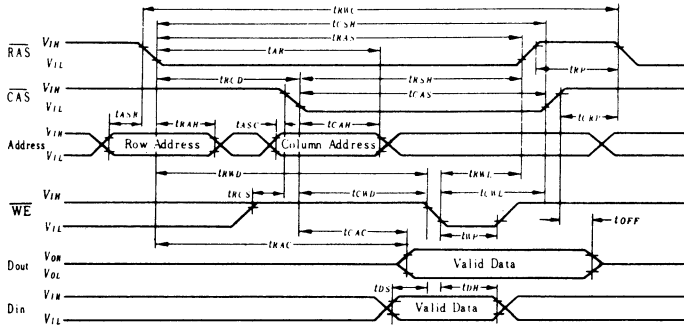 tRWC
tCSH
tRAS
tAR
RAS VIH
VIL
tRP
tRCD tRSH
tCAS
CAS VIH
VIL
tCRP
tASR tRAH tASC tCAH
Address VIH
VIL
Row Address Column Address
tRWD tRWL
tRCS tCWD tCWL
WE VIH
VIL
tWP
tCAC
tRAC
tOFF
Dout VOH
VOL
Valid Data
tDS tDH
Din VIH
VIL
Valid Data